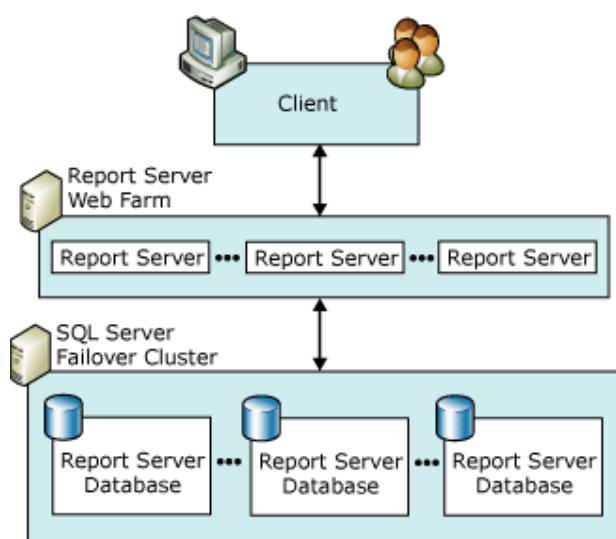 Client
Report Server
Web Farm
Report Server ••• Report Server ••• Report Server
SQL Server
Failover Cluster
Report Server
Database
•••
Report Server
Database
•••
Report Server
Database